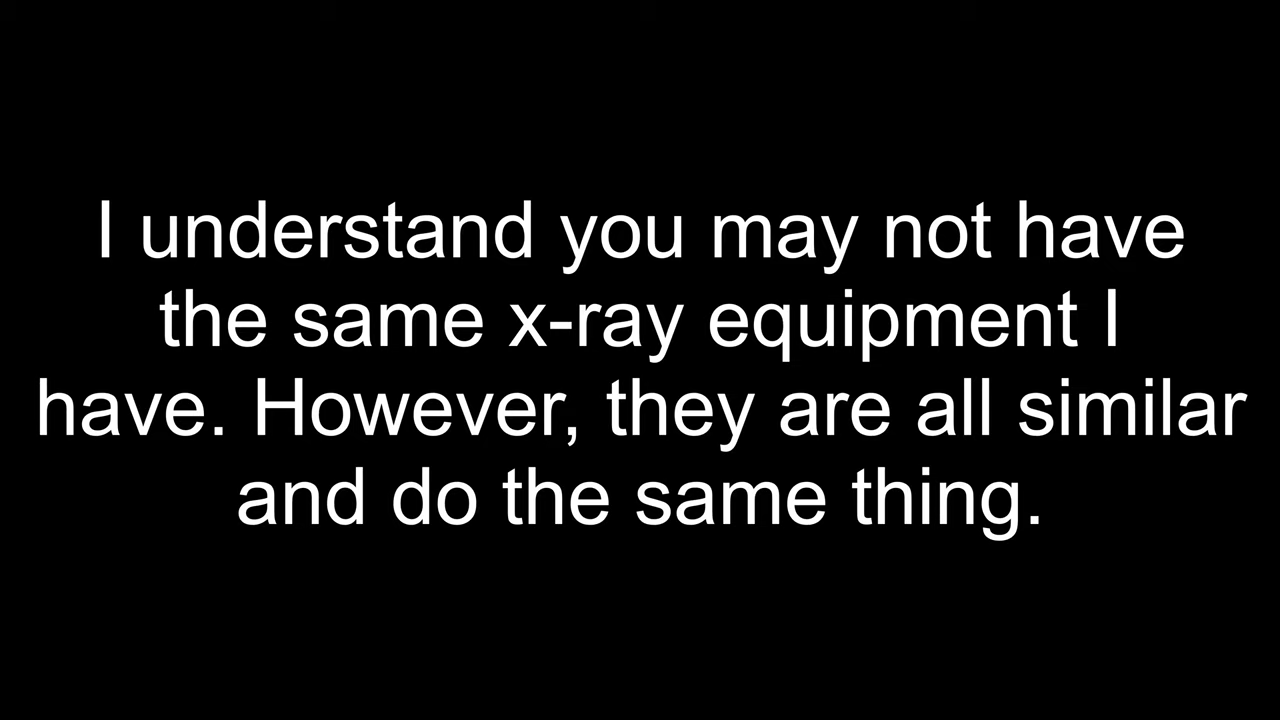 I understand you may not have
the same x-ray equipment I
have. However, they are all similar
and do the same thing.